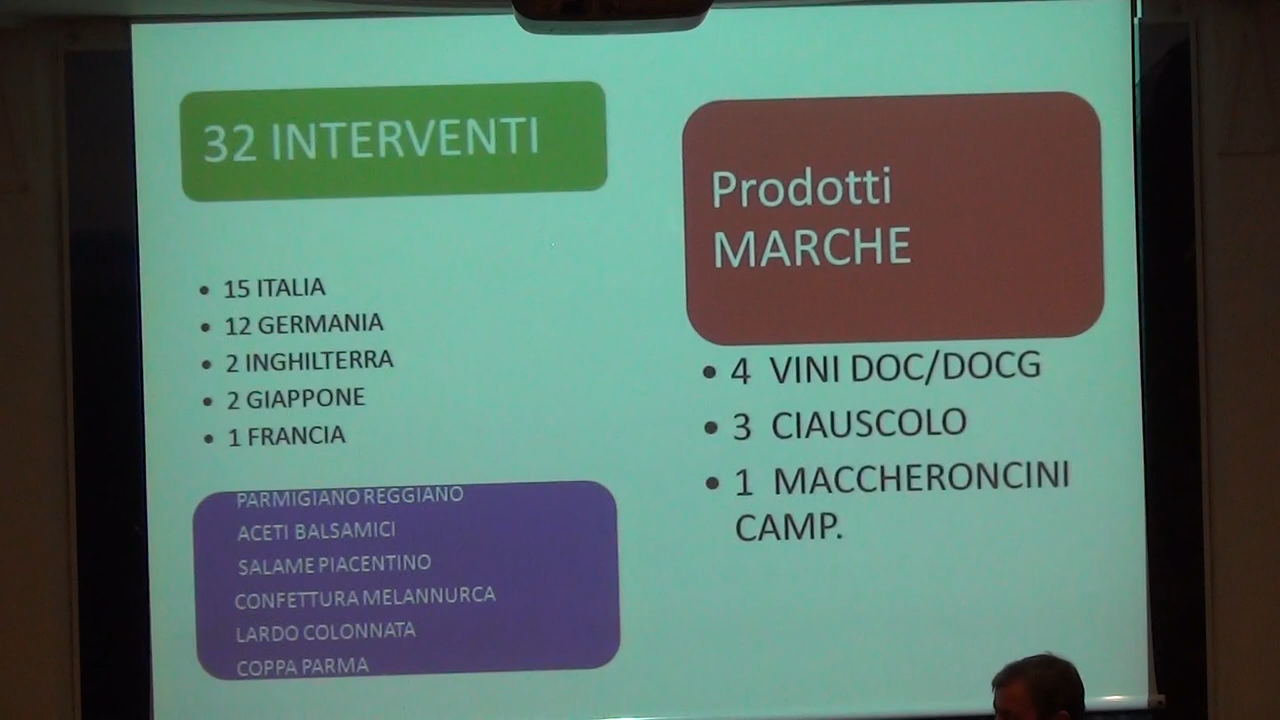 32 INTERVENTI
• 15 ITALIA
• 12 GERMANIA
• 2 INGHILTERRA
• 2 GIAPPONE
• 1 FRANCIA
PARMIGIANO REGGIANO
ACETI BALSAMICI
SALAME PIACENTINO
CONFETTURA MELANNURCA
LARDO COLONNATA
COPPA PARMA
Prodotti
MARCHE
• 4 VINI DOC/DOCG
• 3 CIAUSCOLO
• 1 MACCHERONCINI
CAMP.